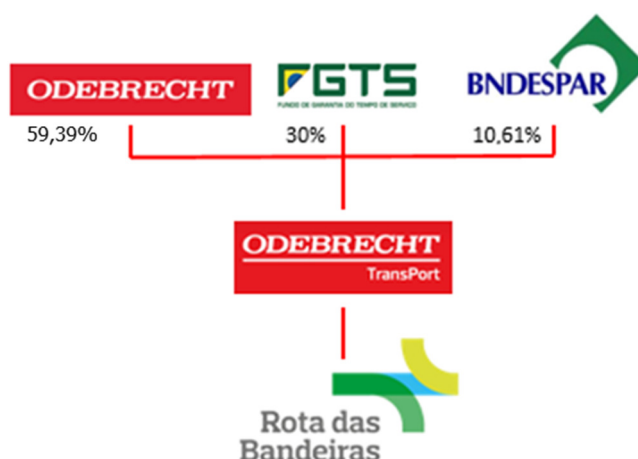 ODEBRECHT
FGTS
FUNDO DE GARANTIA DO TEMPO DE SERVIÇO
BNDESPAR
59,39%
30%
10,61%
ODEBRECHT
TransPort
Rota das
Bandeiras